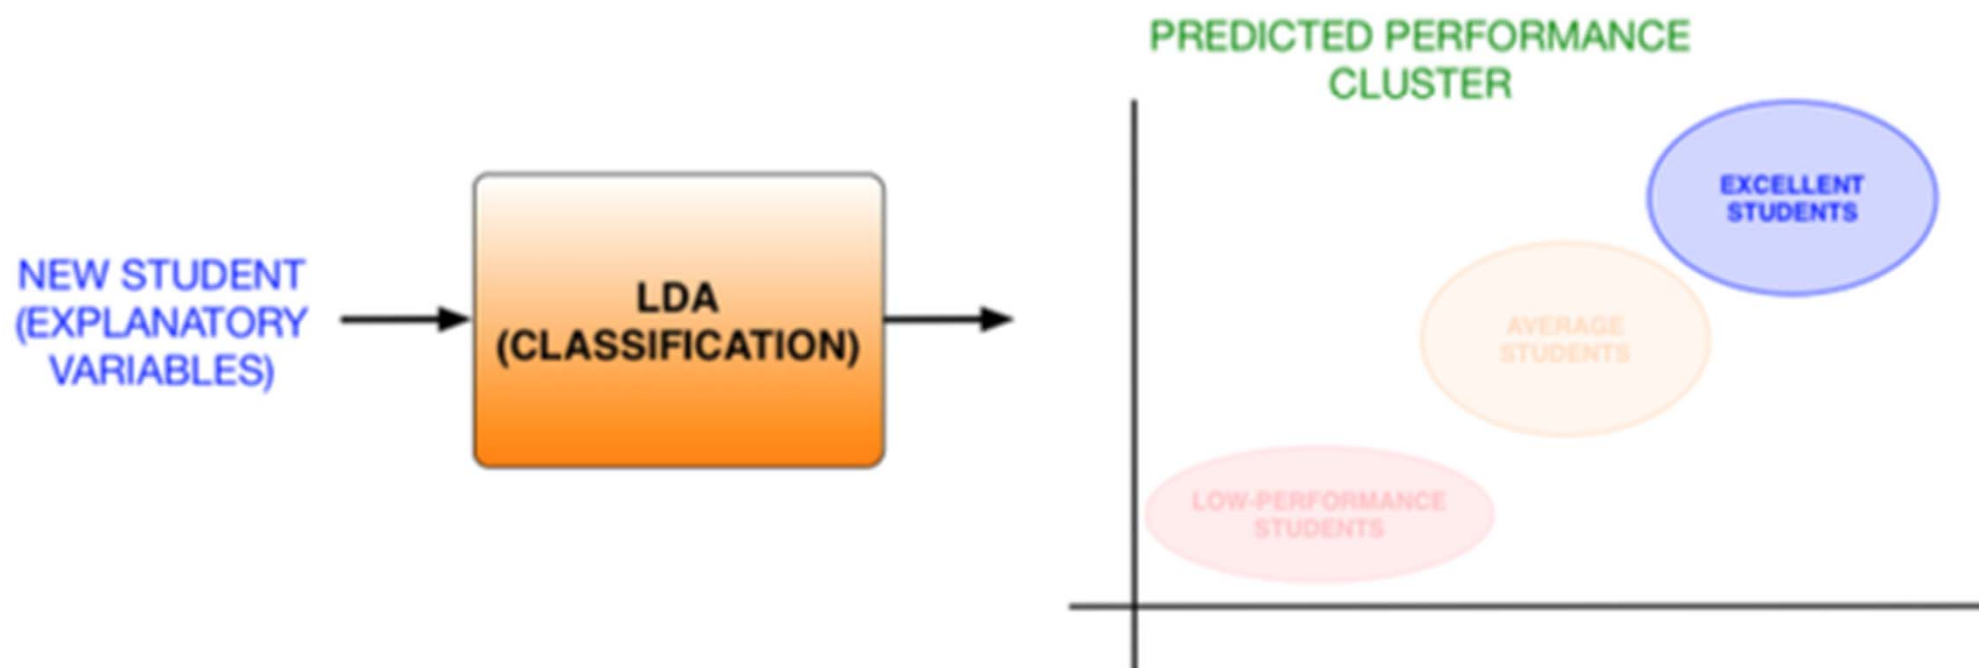 NEW STUDENT
(EXPLANATORY
VARIABLES)
LDA
(CLASSIFICATION)
PREDICTED PERFORMANCE
CLUSTER
EXCELLENT
STUDENTS
AVERAGE
STUDENTS
LOW-PERFORMANCE
STUDENTS